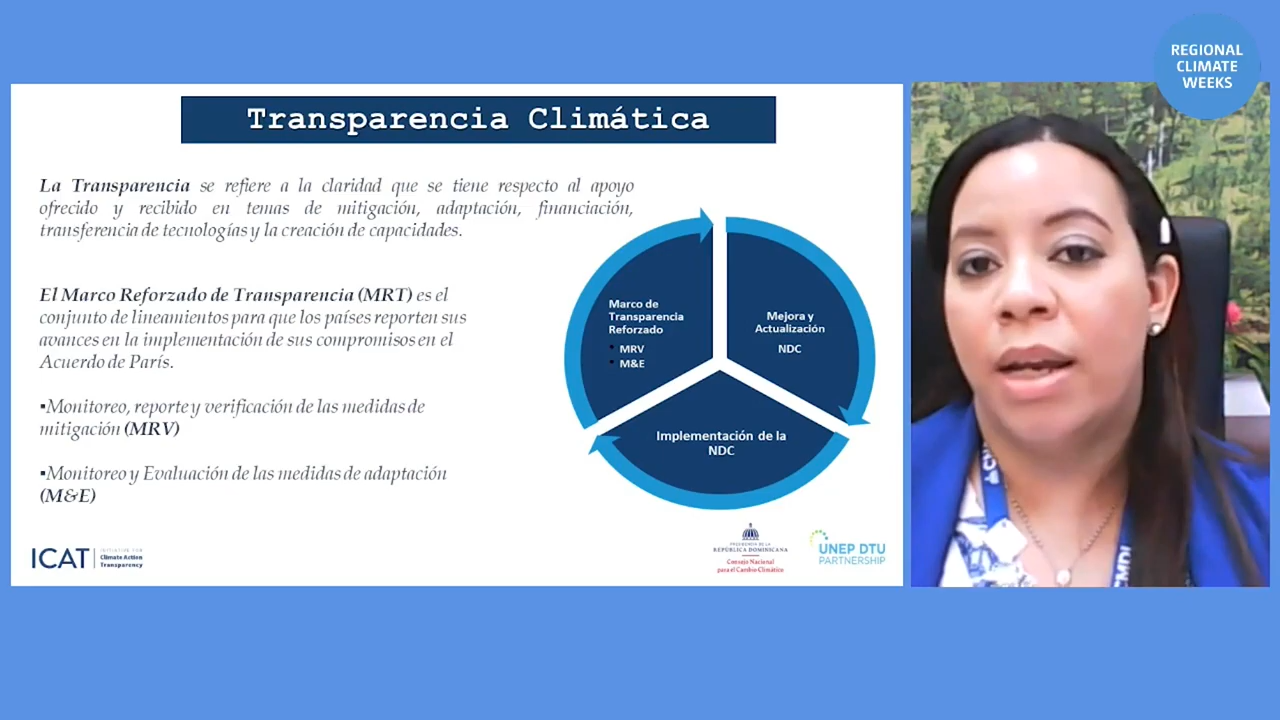 REGIONAL
CLIMATE
WEEKS
Transparencia Climática
La Transparencia se refiere a la claridad que se tiene respecto al apoyo
ofrecido y recibido en temas de mitigación, adaptación, financiación,
transferencia de tecnologías y la creación de capacidades.
El Marco Reforzado de Transparencia (MRT) es el
conjunto de lineamientos para que los países reporten sus
avances en la implementación de sus compromisos en el
Acuerdo de París.
▪Monitoreo, reporte y verificación de las medidas de
mitigación (MRV)
▪Monitoreo y Evaluación de las medidas de adaptación
(M&E)
Marco de
Transparencia
Reforzado
• MRV
• M&E
Mejora y
Actualización
NDC
Implementación de la
NDC
ICAT
INITIATIVE FOR
Climate Action
Transparency
PRESIDENCIA DE LA
REPÚBLICA DOMINICANA
Consejo Nacional
para el Cambio Climático
UNEP DTU
PARTNERSHIP